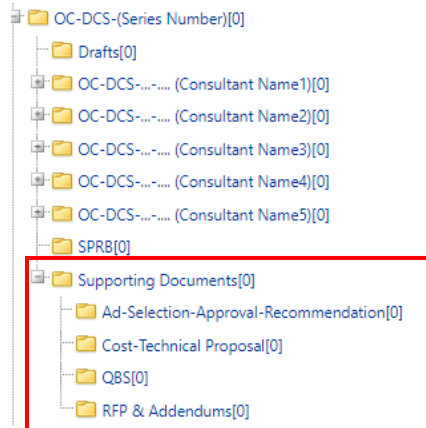 OC-DCS-(Series Number)[0]
Drafts[0]
OC-DCS-...-.... (Consultant Name1)[0]
OC-DCS-...-.... (Consultant Name2)[0]
OC-DCS-...-.... (Consultant Name3)[0]
OC-DCS-...-.... (Consultant Name4)[0]
OC-DCS-...-.... (Consultant Name5)[0]
SPRB[0]
Supporting Documents[0]
Ad-Selection-Approval-Recommendation[0]
Cost-Technical Proposal[0]
QBS[0]
RFP & Addendums[0]